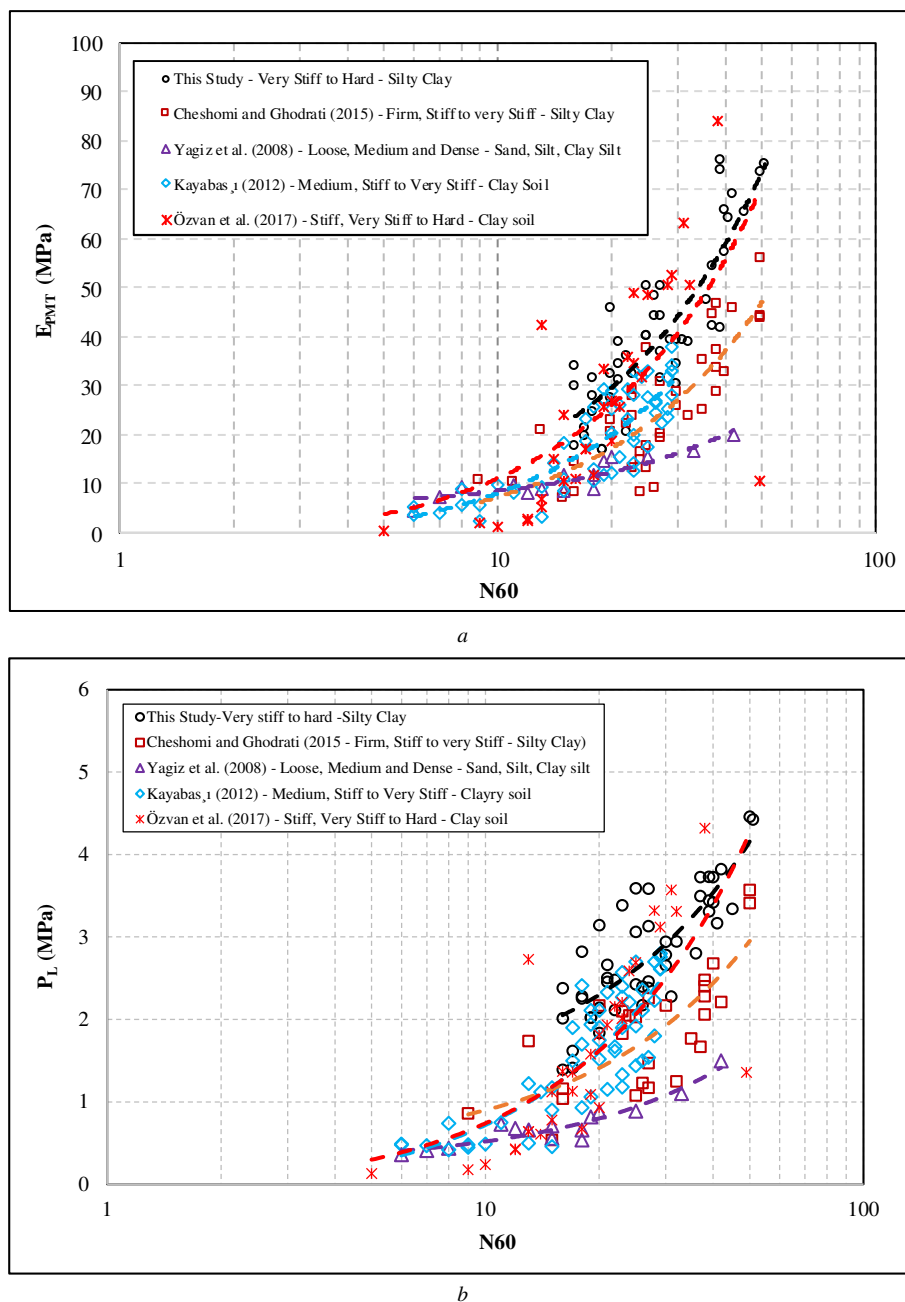 100
90
80
70
60
50
40
30
20
10
0
E_PMT (MPa)
This Study - Very Stiff to Hard - Silty Clay
Cheshomi and Ghodrati (2015) - Firm, Stiff to very Stiff - Silty Clay
Yagiz et al. (2008) - Loose, Medium and Dense - Sand, Silt, Clay Silt
Kayabas¸ı (2012) - Medium, Stiff to Very Stiff - Clay Soil
Özvan et al. (2017) - Stiff, Very Stiff to Hard - Clay soil
1 10 100
N60
a
6
5
4
3
2
1
0
P_L (MPa)
This Study-Very stiff to hard -Silty Clay
Cheshomi and Ghodrati (2015 - Firm, Stiff to very Stiff - Silty Clay)
Yagiz et al. (2008) - Loose, Medium and Dense - Sand, Silt, Clay silt
Kayabas¸ı (2012) - Medium, Stiff to Very Stiff - Clayry soil
Özvan et al. (2017) - Stiff, Very Stiff to Hard - Clay soil
1 10 100
N60
b